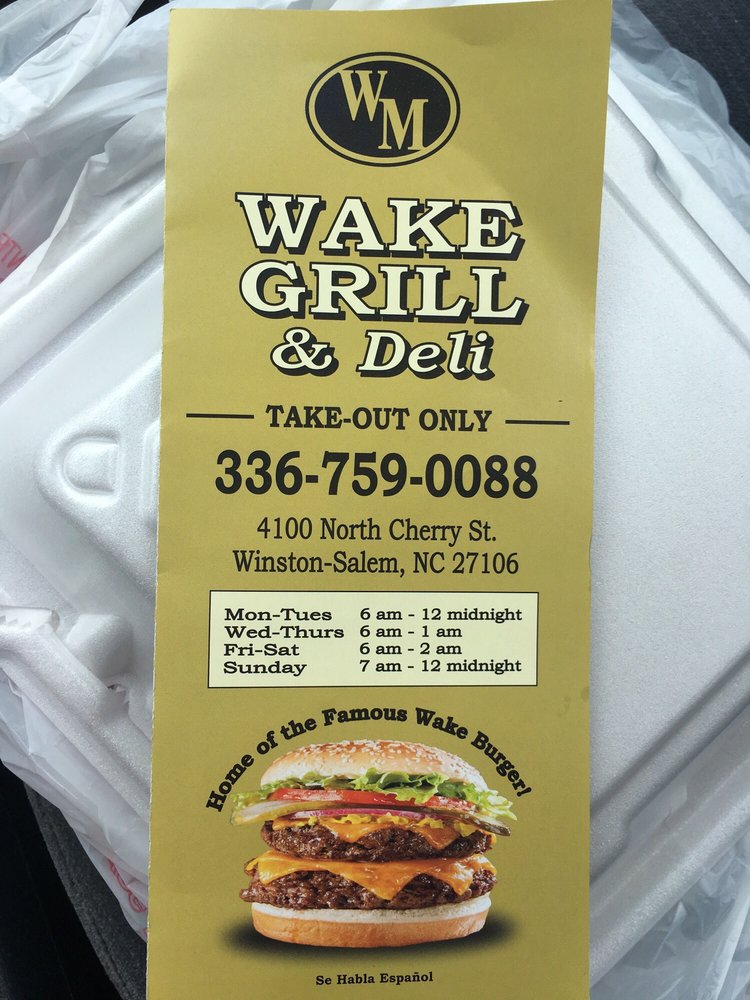 WM
WAKE
GRILL
& Deli
TAKE-OUT ONLY
336-759-0088
4100 North Cherry St.
Winston-Salem, NC 27106
Mon-Tues 6 am - 12 midnight
Wed-Thurs 6 am - 1 am
Fri-Sat 6 am - 2 am
Sunday 7 am - 12 midnight
Home of the Famous Wake Burger!
Se Habla Español